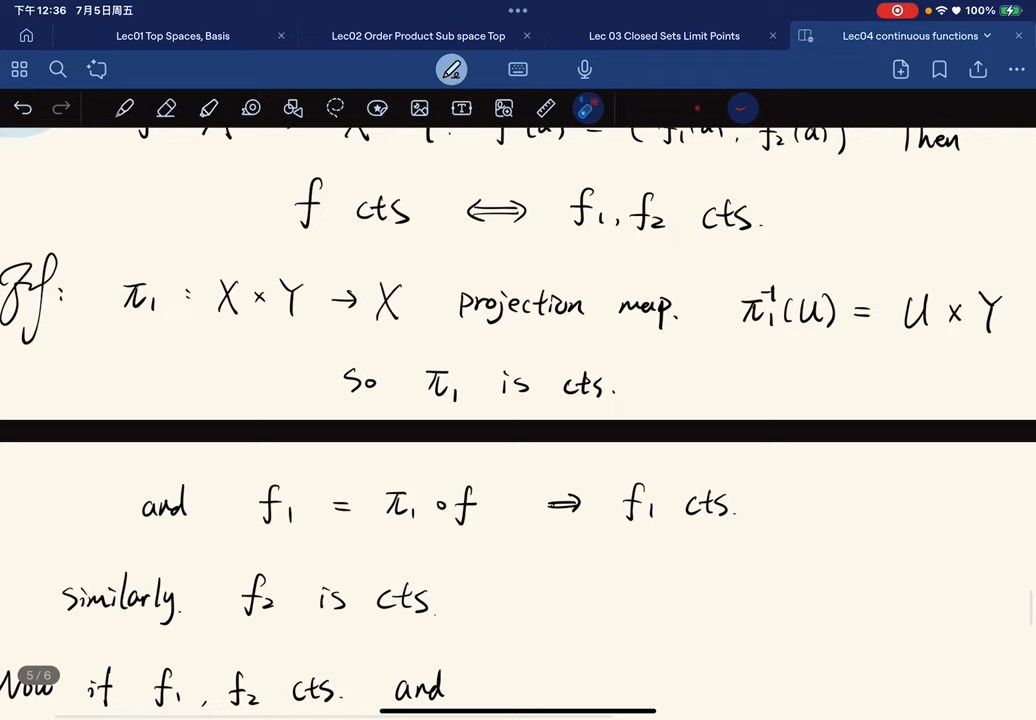 下午12:36 7月5日周五
100%
Lec01 Top Spaces, Basis
Lec02 Order Product Sub space Top
Lec 03 Closed Sets Limit Points
Lec04 continuous functions
Then
f cts ⟺ f₁, f₂ cts.
Pf: π₁ : X × Y → X projection map. π₁⁻¹(U) = U × Y
So π₁ is cts.
and f₁ = π₁ ∘ f ⇒ f₁ cts.
Similarly. f₂ is cts.
5 / 6
Now if f₁, f₂ cts. and